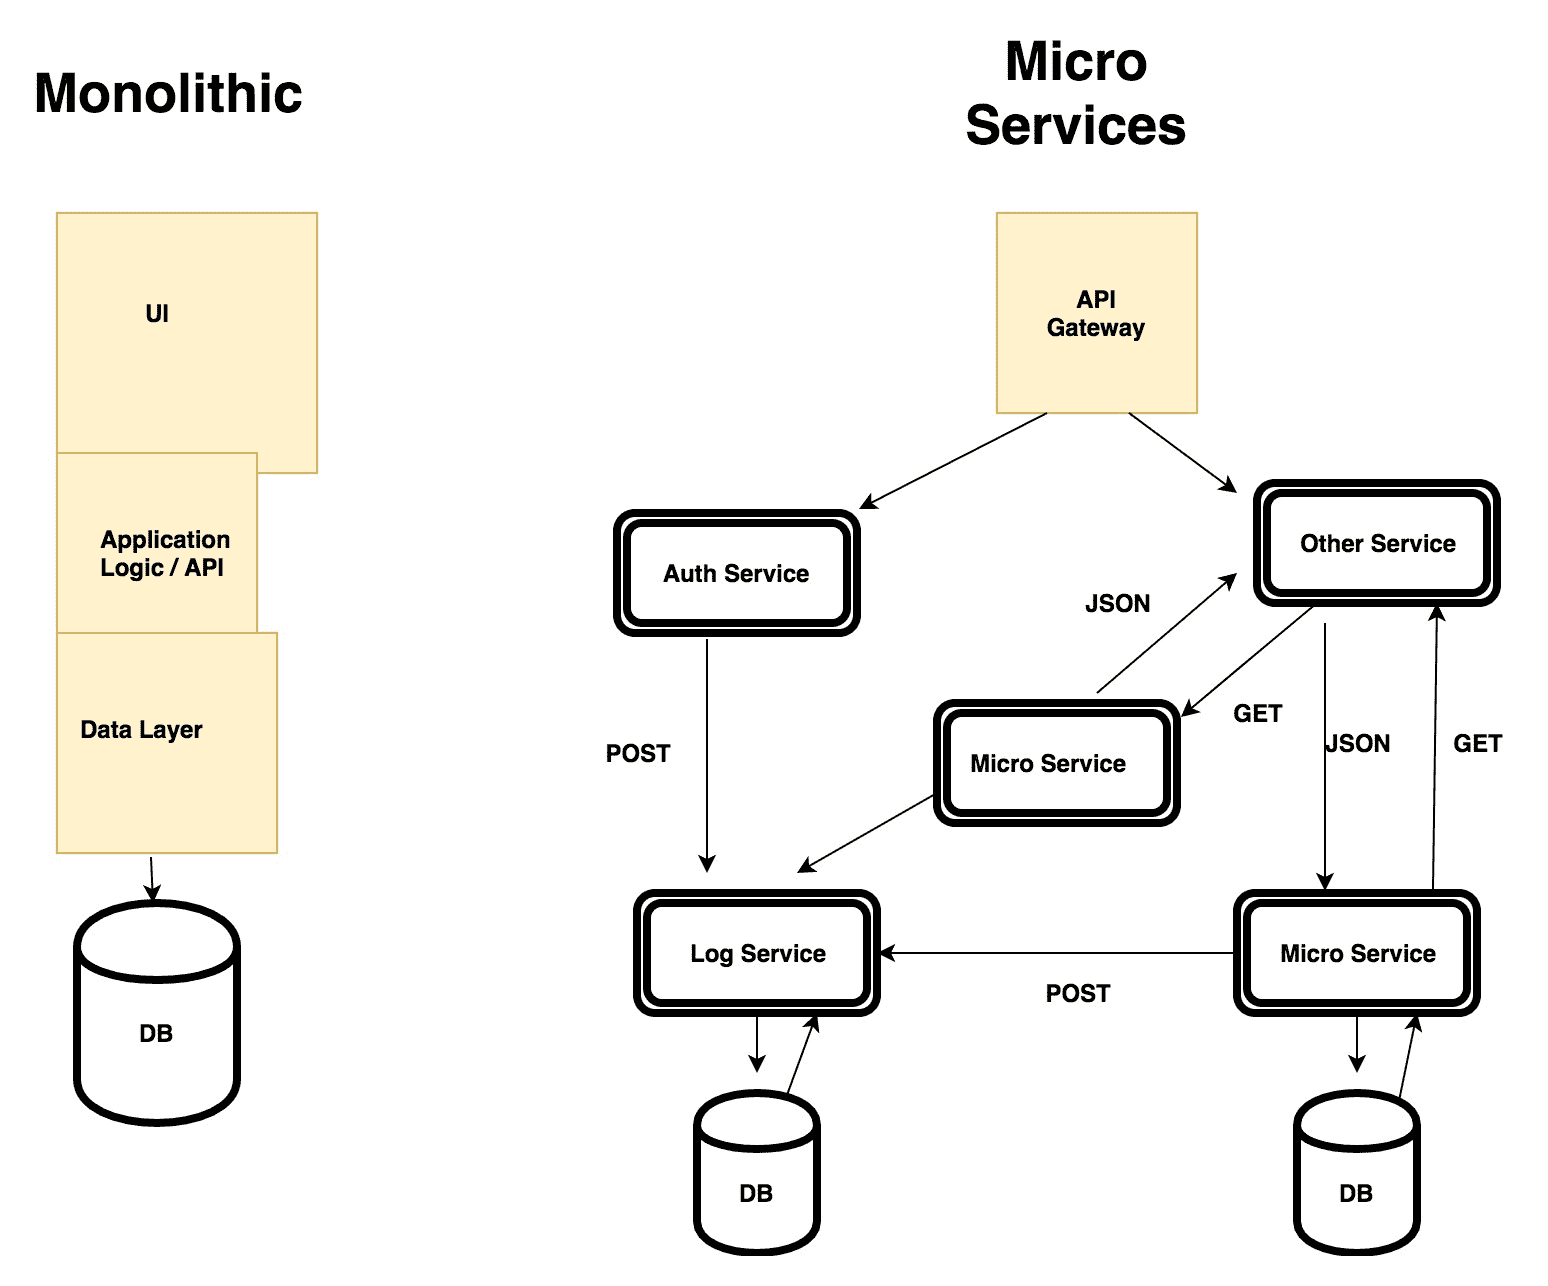 Monolithic
UI
Application
Logic / API
Data Layer
DB
Micro
Services
API
Gateway
Auth Service
Other Service
JSON
GET
JSON
GET
POST
Micro Service
Log Service
Micro Service
POST
DB
DB